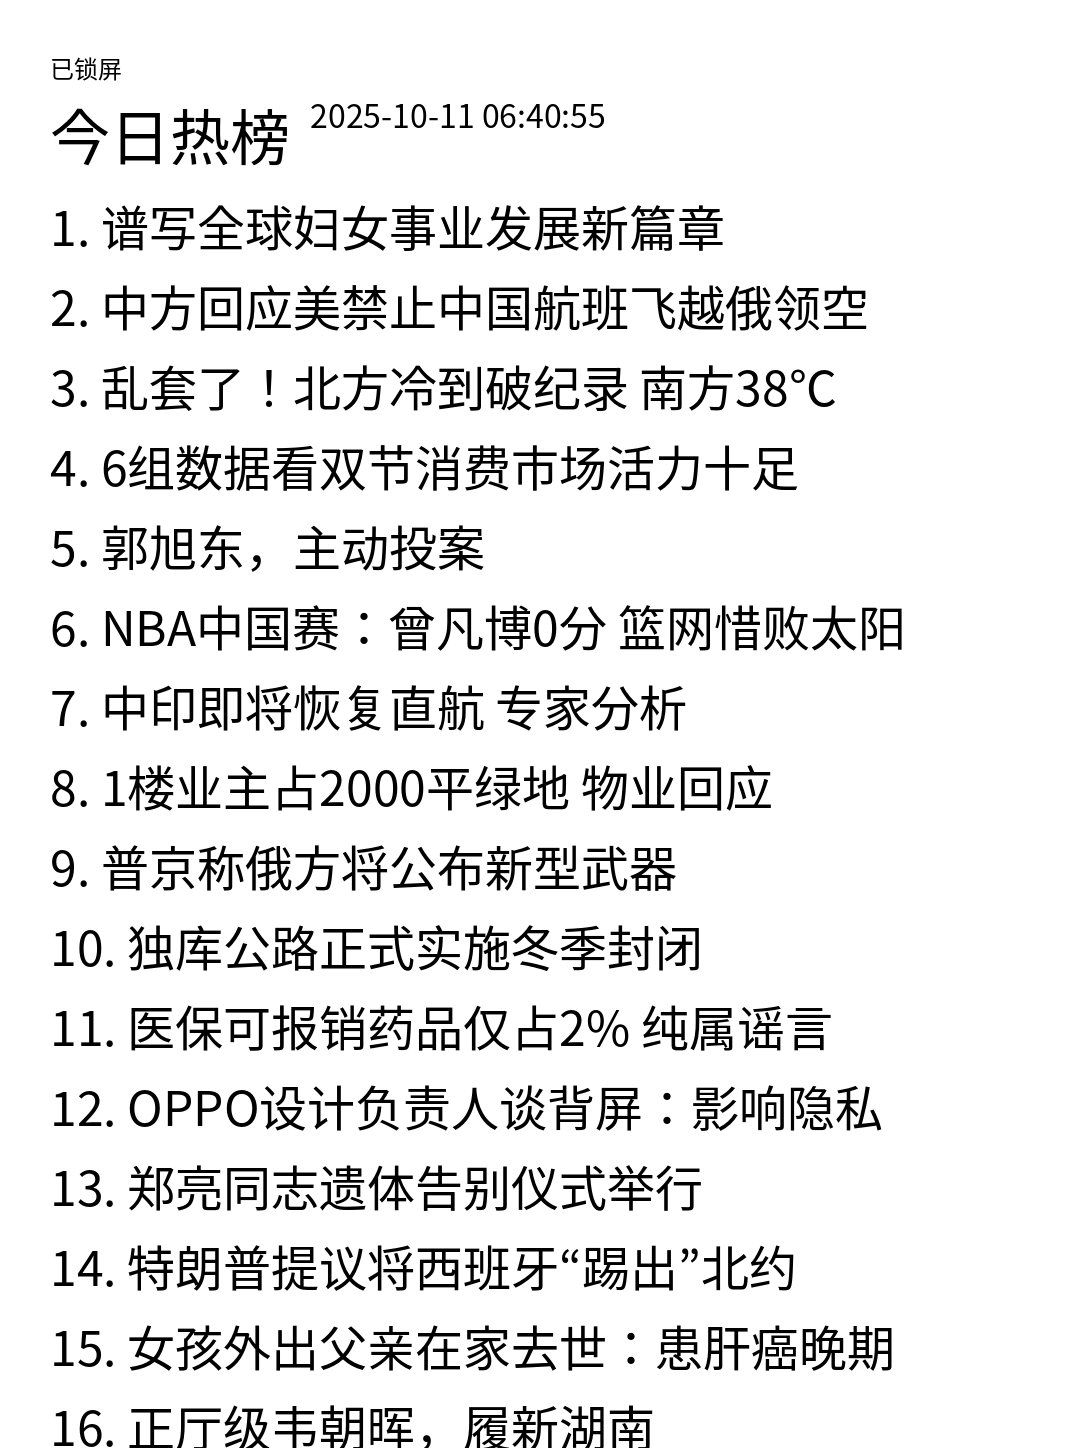 已锁屏
今日热榜 2025-10-11 06:40:55
1. 谱写全球妇女事业发展新篇章
2. 中方回应美禁止中国航班飞越俄领空
3. 乱套了！北方冷到破纪录 南方38℃
4. 6组数据看双节消费市场活力十足
5. 郭旭东，主动投案
6. NBA中国赛：曾凡博0分 篮网惜败太阳
7. 中印即将恢复直航 专家分析
8. 1楼业主占2000平绿地 物业回应
9. 普京称俄方将公布新型武器
10. 独库公路正式实施冬季封闭
11. 医保可报销药品仅占2% 纯属谣言
12. OPPO设计负责人谈背屏：影响隐私
13. 郑亮同志遗体告别仪式举行
14. 特朗普提议将西班牙“踢出”北约
15. 女孩外出父亲在家去世：患肝癌晚期
16. 正厅级韦朝晖，履新湖南